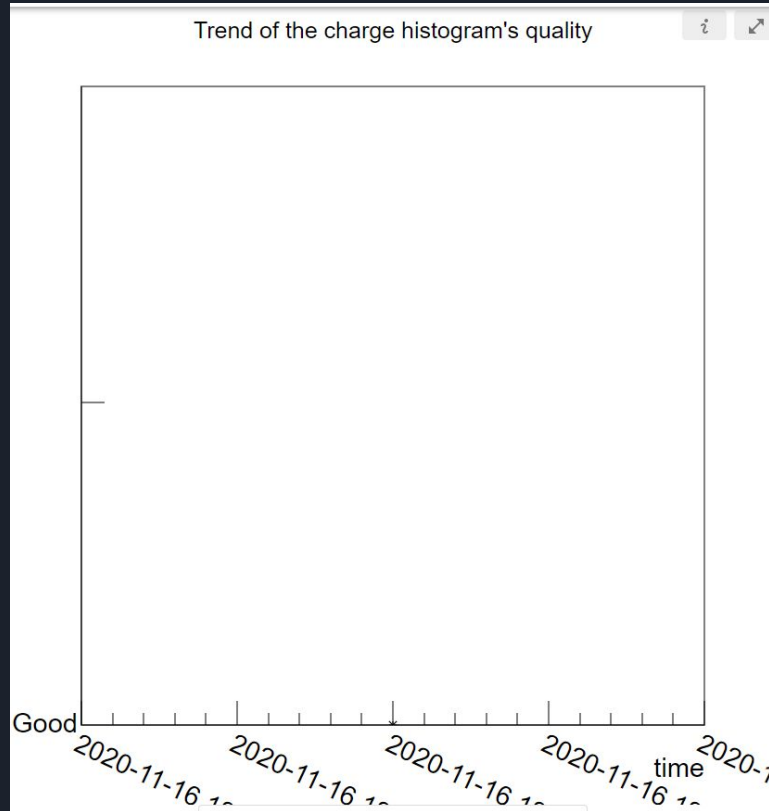 Trend of the charge histogram's quality
i
Good
2020-11-16
2020-11-16
2020-11-16
2020-11-16
time